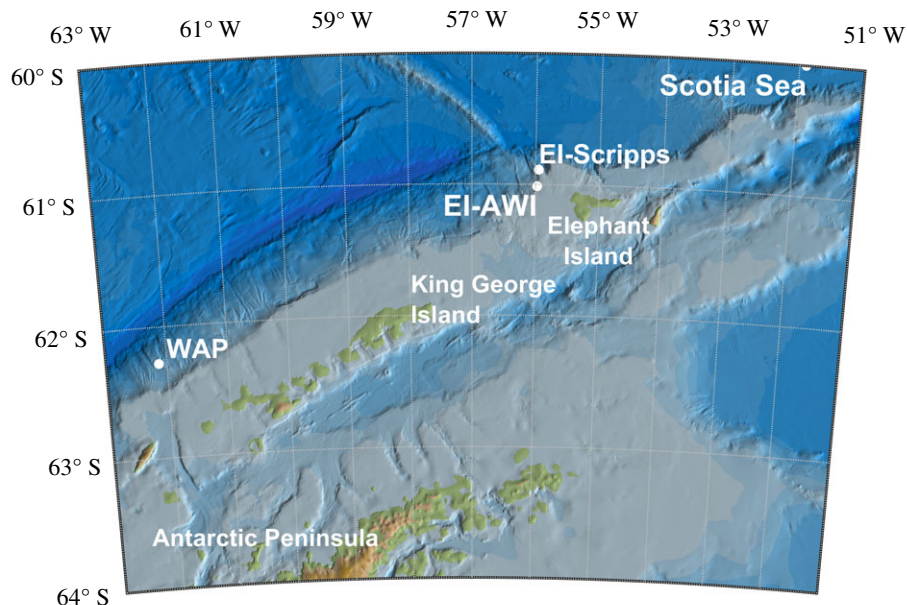 63° W
61° W
59° W
57° W
55° W
53° W
51° W
60° S
Scotia Sea
EI-Scripps
61° S
EI-AWI
Elephant
Island
King George
Island
62° S
WAP
63° S
Antarctic Peninsula
64° S